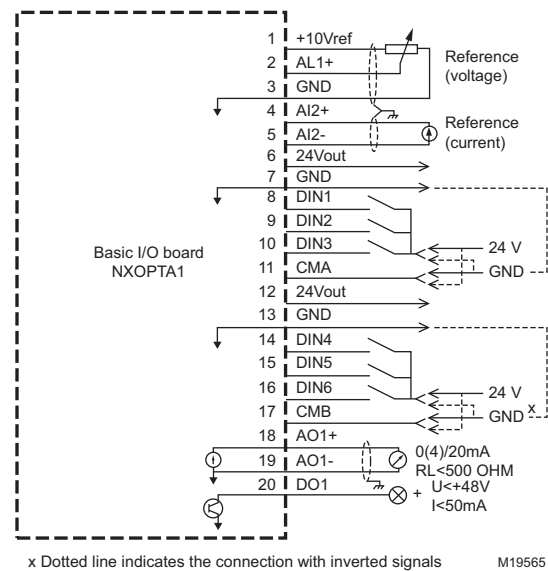 1 +10Vref
2 AL1+
Reference
(voltage)
3 GND
4 AI2+
5 AI2-
Reference
(current)
6 24Vout
7 GND
8 DIN1
9 DIN2
10 DIN3
24 V
Basic I/O board
NXOPTA1
11 CMA
GND
12 24Vout
13 GND
14 DIN4
15 DIN5
16 DIN6
24 V
17 CMB
GND x
18 AO1+
19 AO1-
0(4)/20mA
RL<500 OHM
20 DO1
+ U<+48V
I<50mA
x Dotted line indicates the connection with inverted signals
M19565